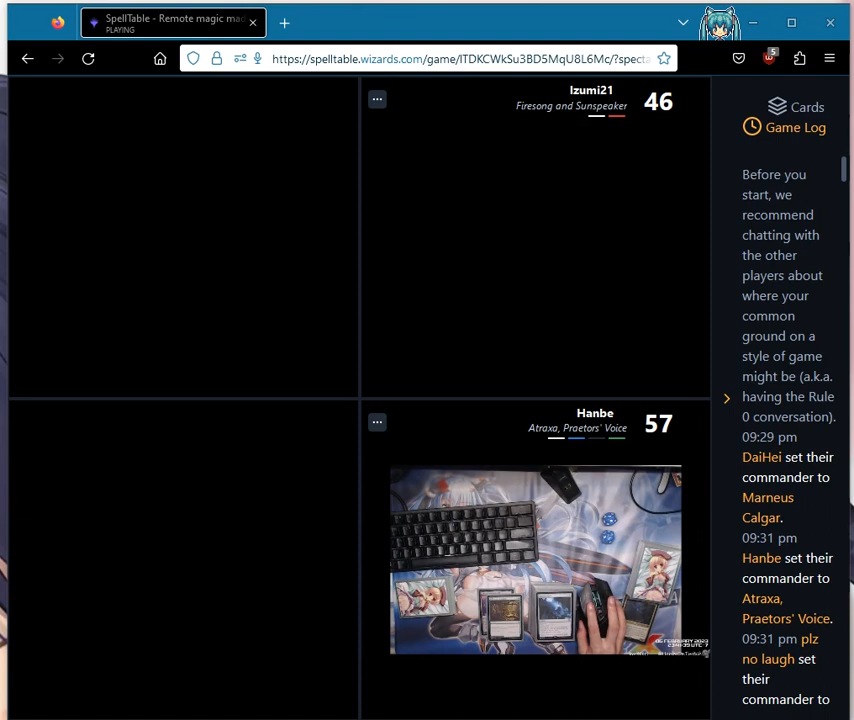 SpellTable - Remote magic mad
PLAYING
https://spelltable.wizards.com/game/lTDKCWkSu3BD5MqU8L6Mc/?specta
5
Izumi21
Firesong and Sunspeaker
46
Hanbe
Atraxa, Praetors' Voice
57
Cards
Game Log
Before you
start, we
recommend
chatting with
the other
players about
where your
common
ground on a
style of game
might be (a.k.a.
having the Rule
0 conversation).
09:29 pm
DaiHei set their
commander to
Marneus
Calgar.
09:31 pm
Hanbe set their
commander to
Atraxa,
Praetors' Voice.
09:31 pm plz
no laugh set
their
commander to